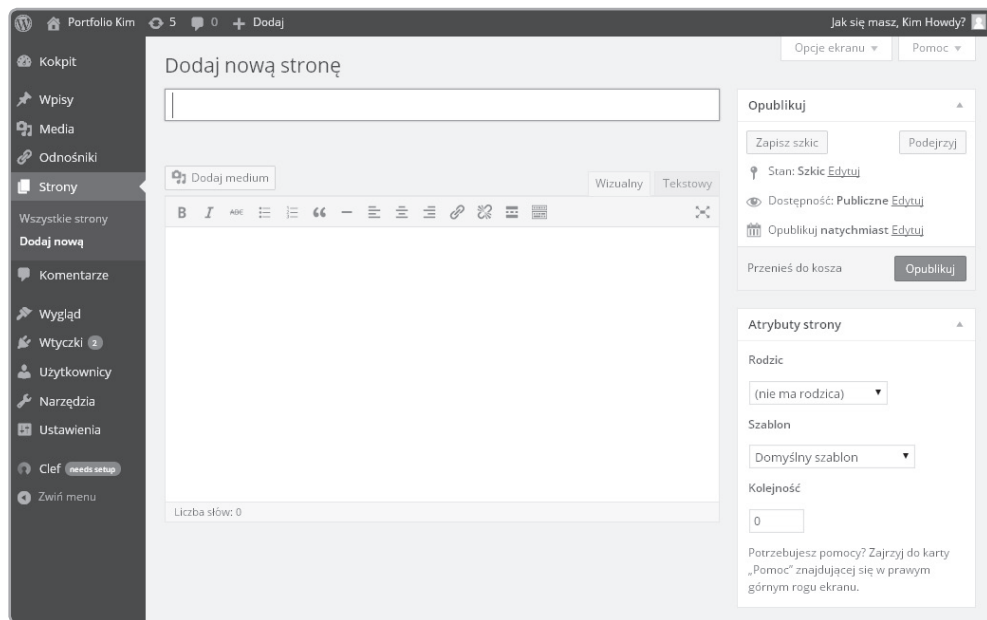 Portfolio Kim 5 0 Dodaj Jak się masz, Kim Howdy?
Opcje ekranu Pomoc
Kokpit
Wpisy
Media
Odnośniki
Strony
Wszystkie strony
Dodaj nową
Komentarze
Wygląd
Wtyczki 2
Użytkownicy
Narzędzia
Ustawienia
Clef needs setup
Zwiń menu
Dodaj nową stronę
Dodaj medium
Wizualny Tekstowy
B I ABC
Liczba słów: 0
Opublikuj
Zapisz szkic Podejrzyj
Stan: Szkic Edytuj
Dostępność: Publiczne Edytuj
Opublikuj natychmiast Edytuj
Przenieś do kosza Opublikuj
Atrybuty strony
Rodzic
(nie ma rodzica)
Szablon
Domyślny szablon
Kolejność
0
Potrzebujesz pomocy? Zajrzyj do karty
„Pomoc” znajdującej się w prawym
górnym rogu ekranu.